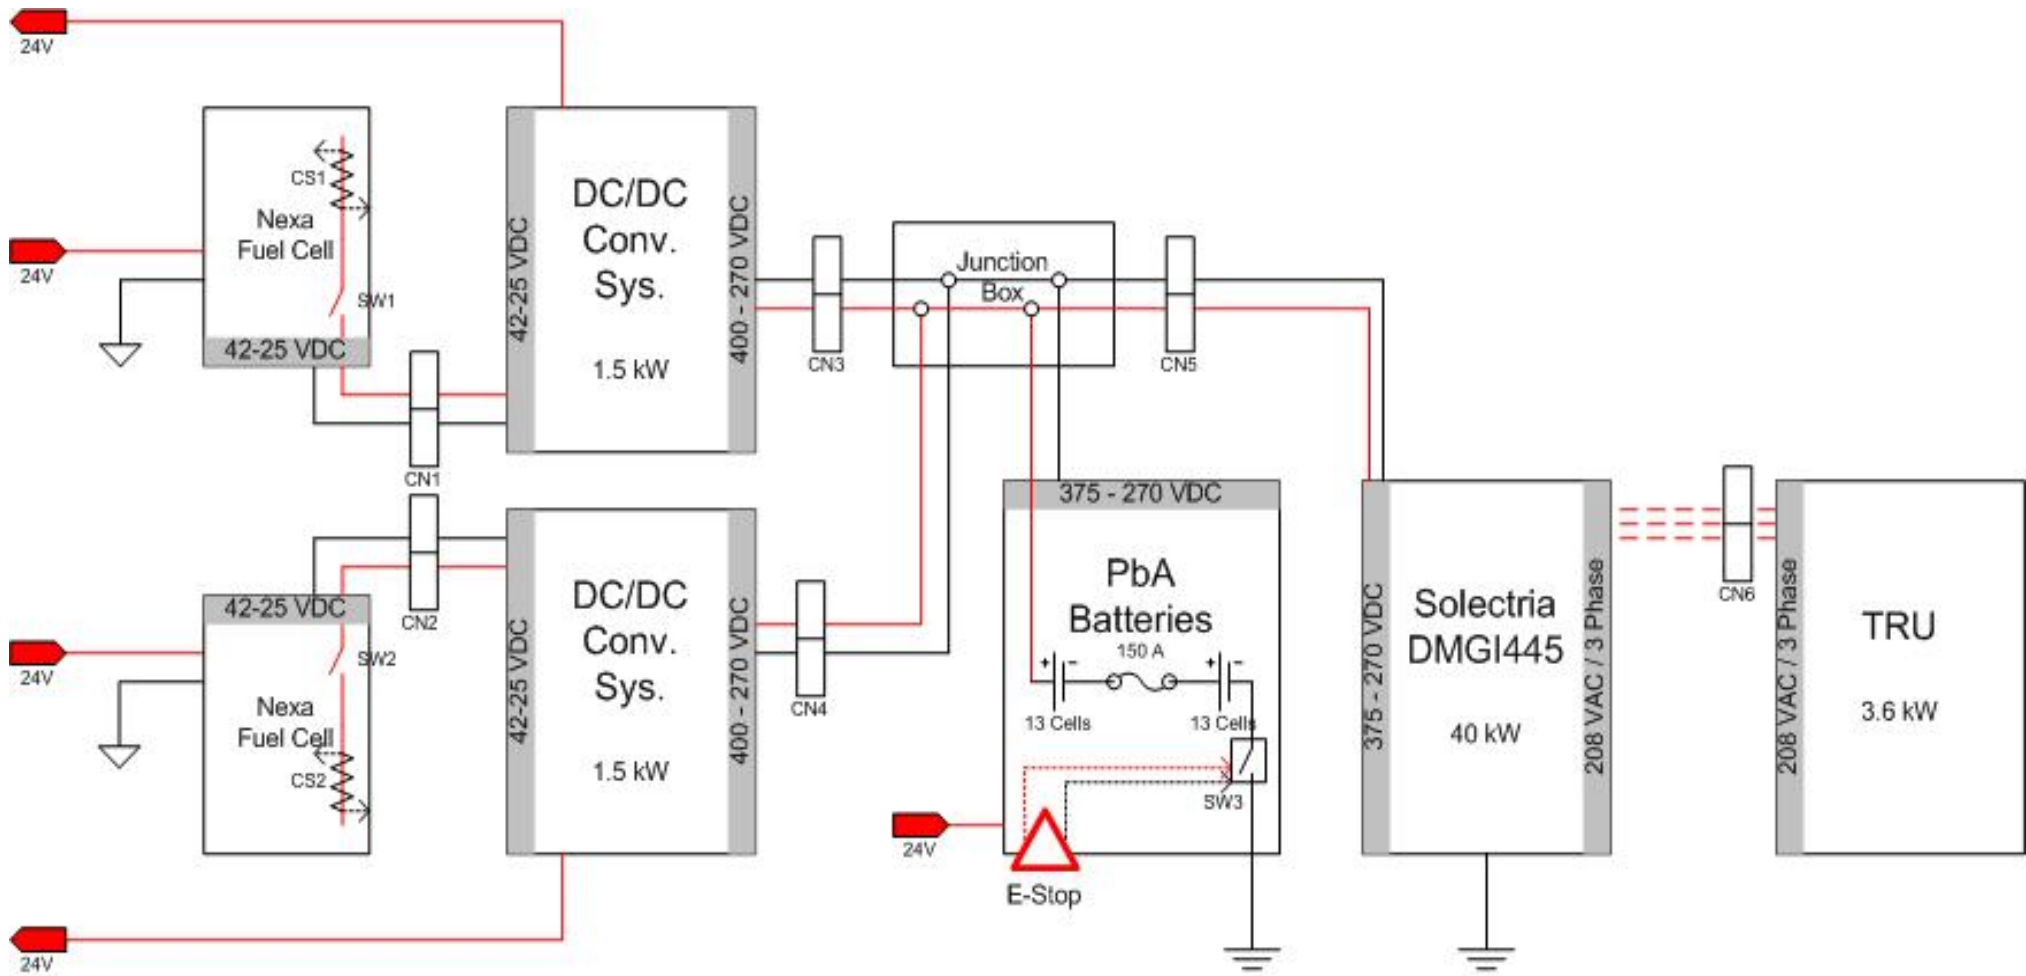 24V
24V
CS1
Nexa
Fuel Cell
SW1
42-25 VDC
CN1
42-25 VDC
DC/DC
Conv.
Sys.
1.5 kW
400 - 270 VDC
CN3
Junction
Box
CN5
CN2
42-25 VDC
24V
SW2
Nexa
Fuel Cell
CS2
24V
42-25 VDC
DC/DC
Conv.
Sys.
1.5 kW
400 - 270 VDC
CN4
375 - 270 VDC
PbA
Batteries
150 A
+ -
+ -
13 Cells
13 Cells
SW3
24V
E-Stop
375 - 270 VDC
Solectria
DMGI445
40 kW
208 VAC / 3 Phase
CN6
208 VAC / 3 Phase
TRU
3.6 kW